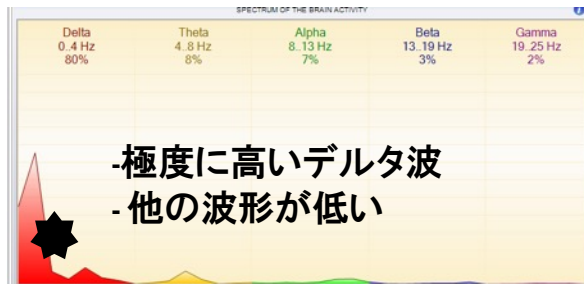 SPECTRUM OF THE BRAIN ACTIVITY
Delta Theta Alpha Beta Gamma
0..4 Hz 4..8 Hz 8..13 Hz 13..19 Hz 19..25 Hz
80% 8% 7% 3% 2%
-極度に高いデルタ波
- 他の波形が低い